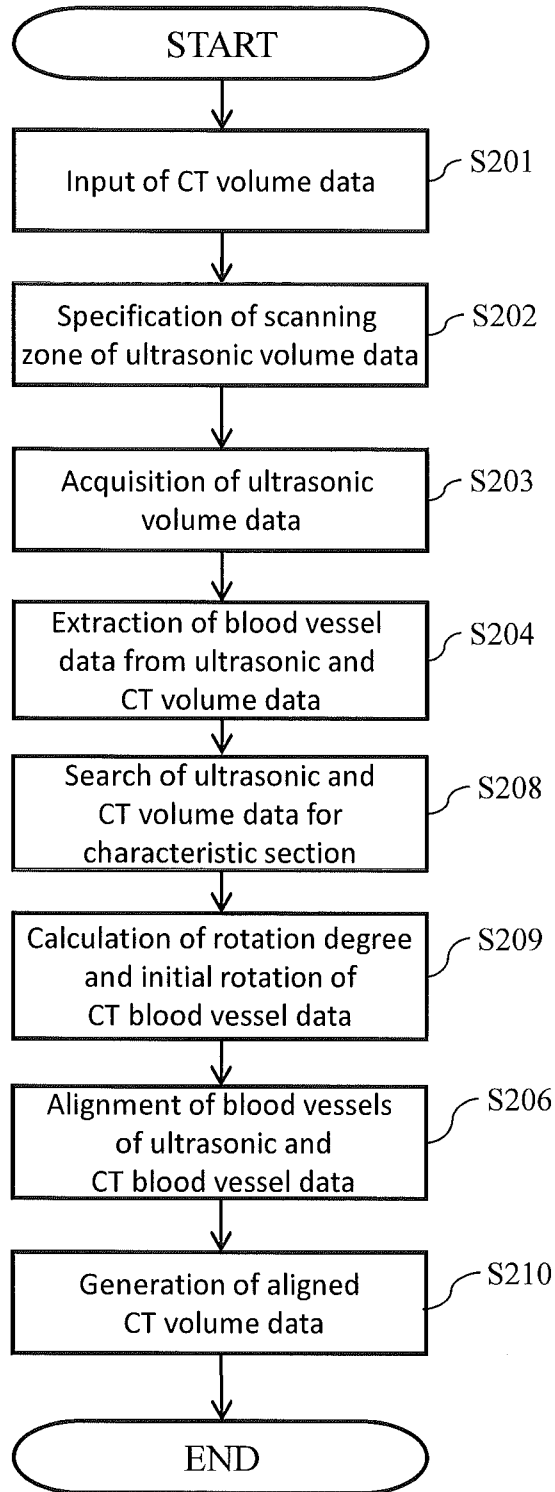 START
Input of CT volume data
S201
Specification of scanning
zone of ultrasonic volume data
S202
Acquisition of ultrasonic
volume data
S203
Extraction of blood vessel
data from ultrasonic and
CT volume data
S204
Search of ultrasonic and
CT volume data for
characteristic section
S208
Calculation of rotation degree
and initial rotation of
CT blood vessel data
S209
Alignment of blood vessels
of ultrasonic and
CT blood vessel data
S206
Generation of aligned
CT volume data
S210
END